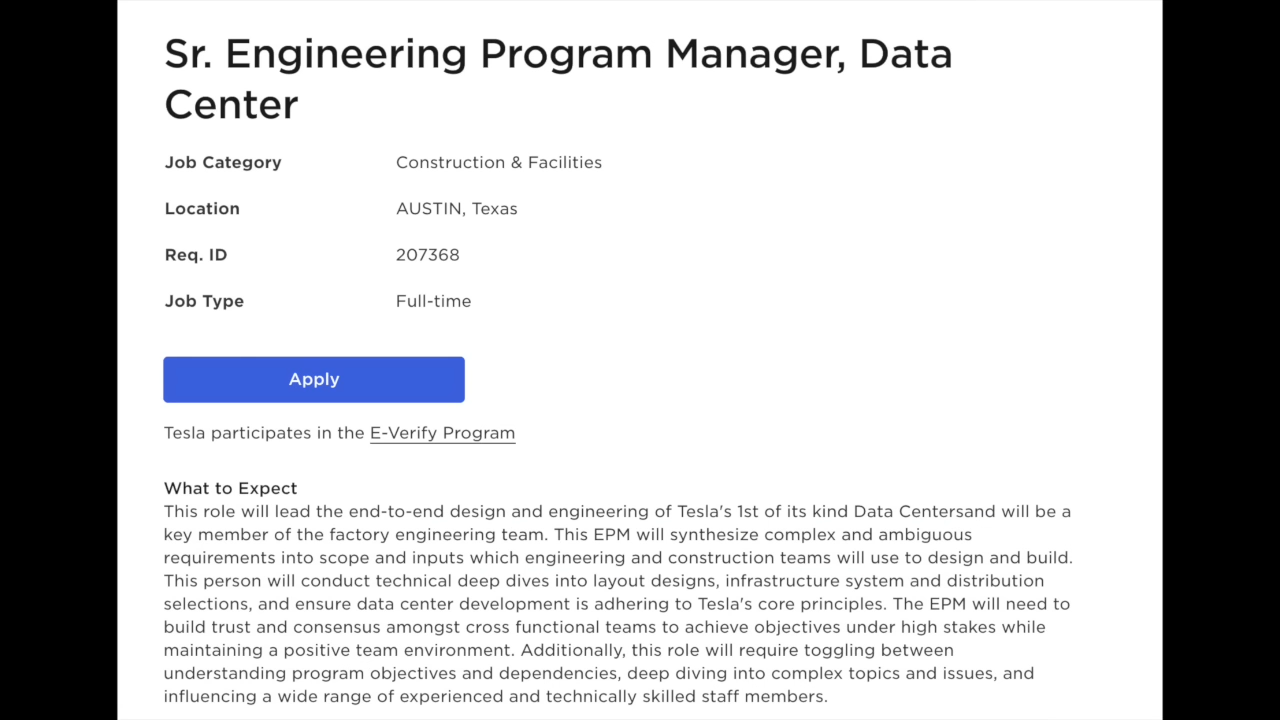 Sr. Engineering Program Manager, Data
Center
Job Category Construction & Facilities
Location AUSTIN, Texas
Req. ID 207368
Job Type Full-time
Apply
Tesla participates in the E-Verify Program
What to Expect
This role will lead the end-to-end design and engineering of Tesla's 1st of its kind Data Centersand will be a
key member of the factory engineering team. This EPM will synthesize complex and ambiguous
requirements into scope and inputs which engineering and construction teams will use to design and build.
This person will conduct technical deep dives into layout designs, infrastructure system and distribution
selections, and ensure data center development is adhering to Tesla's core principles. The EPM will need to
build trust and consensus amongst cross functional teams to achieve objectives under high stakes while
maintaining a positive team environment. Additionally, this role will require toggling between
understanding program objectives and dependencies, deep diving into complex topics and issues, and
influencing a wide range of experienced and technically skilled staff members.